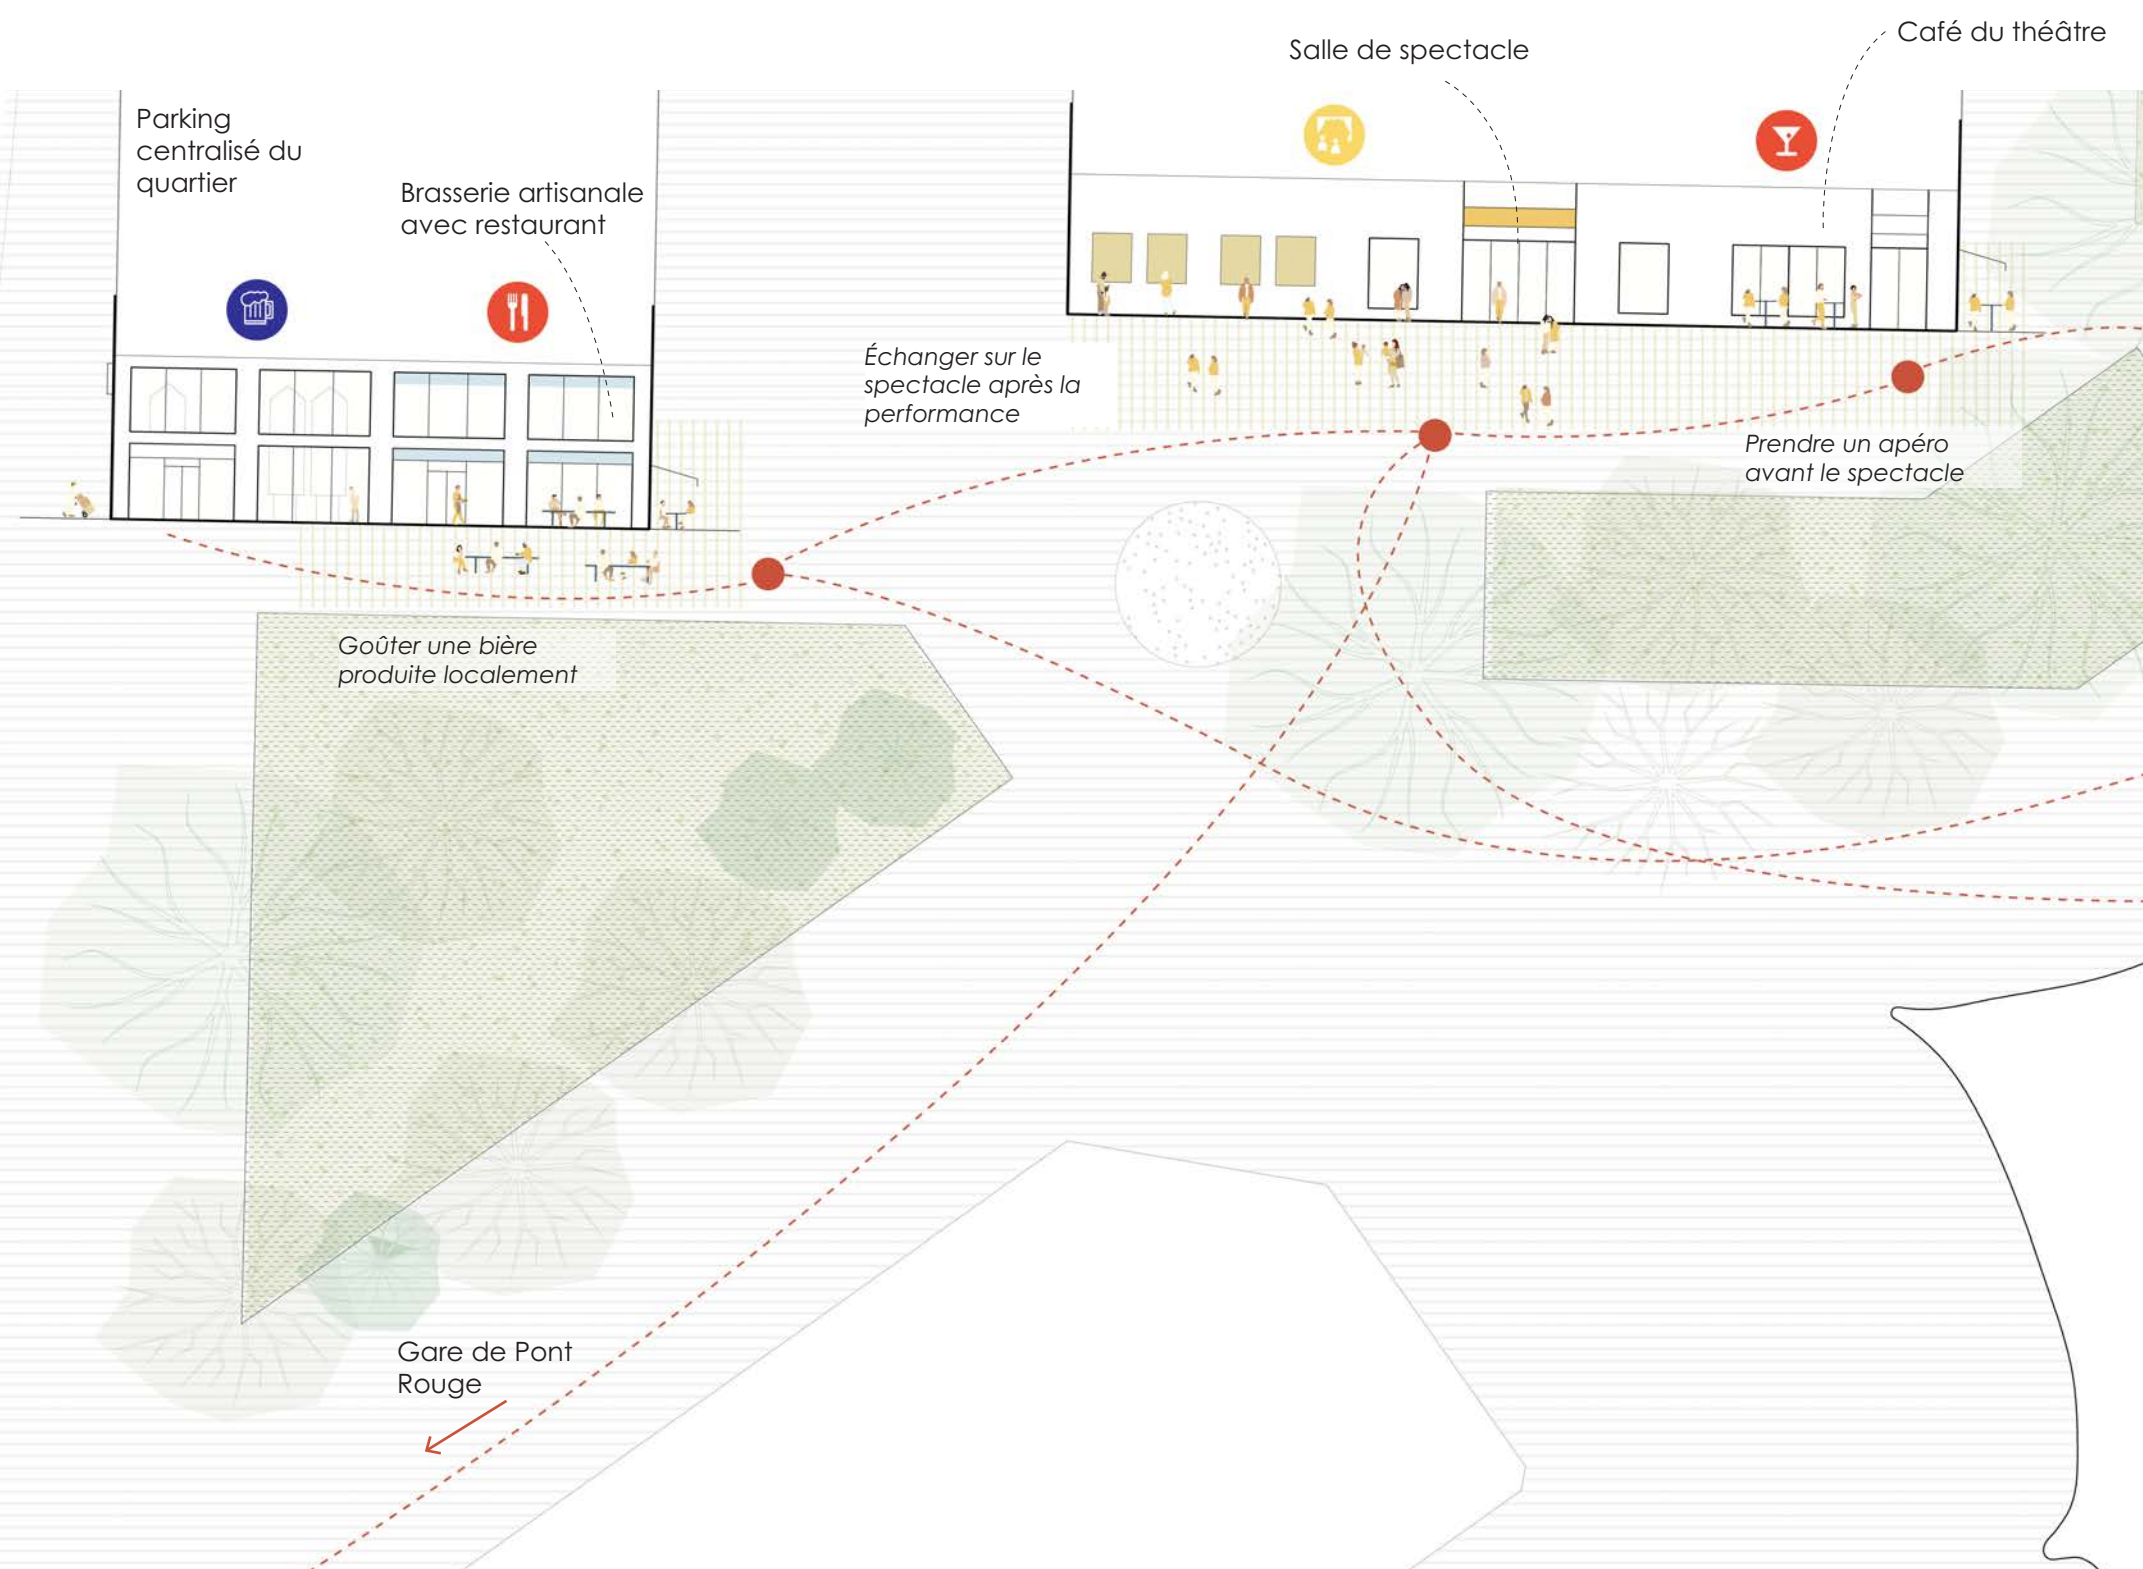 Café du théâtre
Salle de spectacle
Parking
centralisé du
quartier
Brasserie artisanale
avec restaurant
Échanger sur le
spectacle après la
performance
Prendre un apéro
avant le spectacle
Goûter une bière
produite localement
Gare de Pont
Rouge